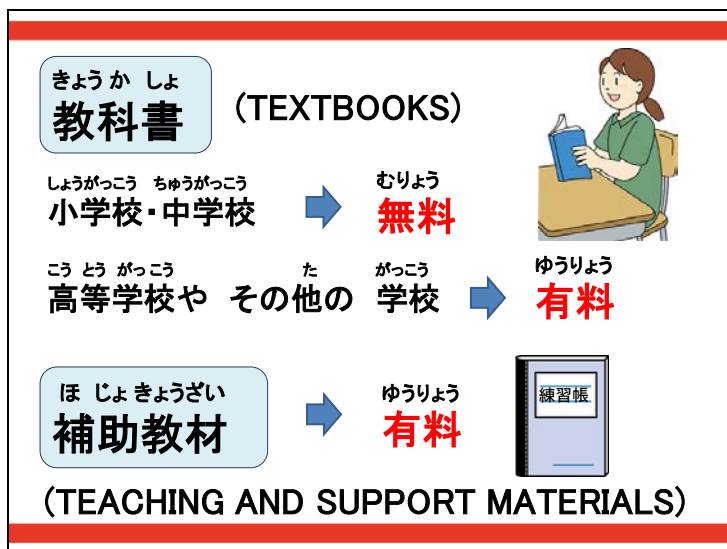 きょうかしょ
教科書 (TEXTBOOKS)
しょうがっこう ちゅうがっこう むりょう
小学校・中学校 無料
こうとうがっこう た がっこう ゆうりょう
高等学校や その他の 学校 有料
ほじょきょうざい ゆうりょう
補助教材 有料
練習帳
(TEACHING AND SUPPORT MATERIALS)